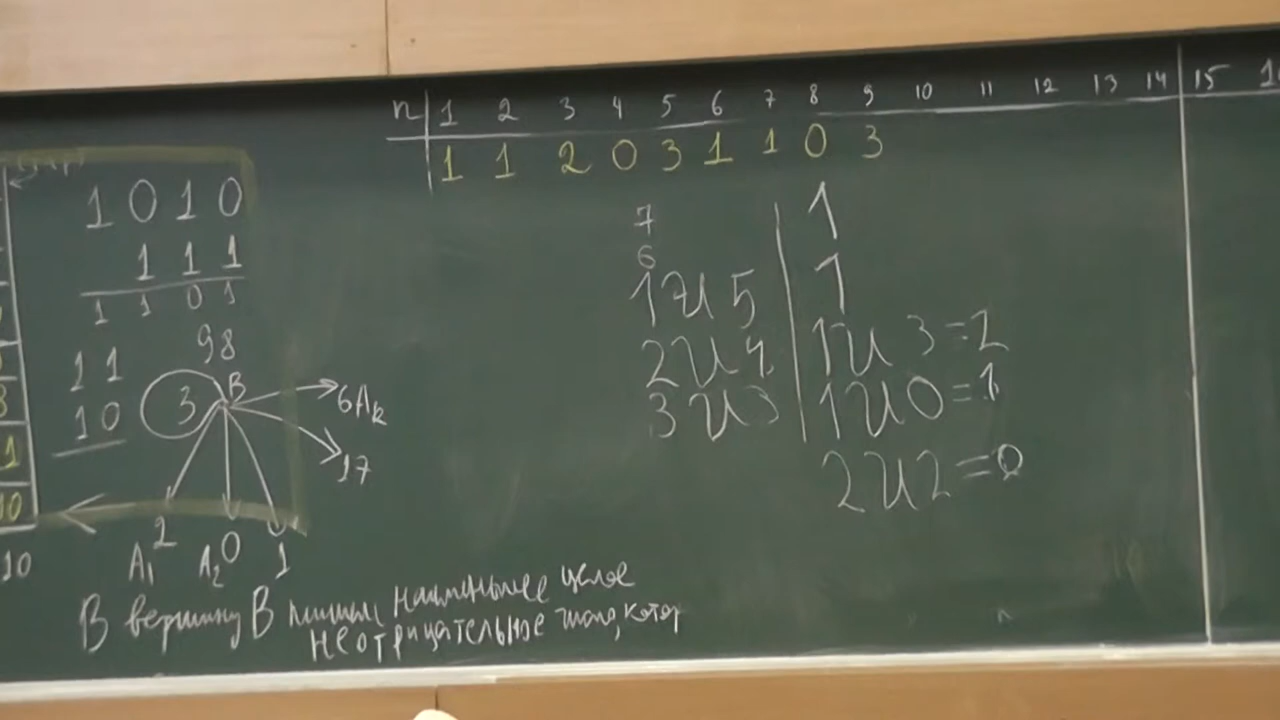 n 1 2 3 4 5 6 7 8 9 10 11 12 13 14 15
1 1 2 0 3 1 1 0 3
1 0 1 0
1 1 1
1 1 0 1
1 1
1 0
98
3 B
6 Ak
17
2 0 1
A1 A2
10
7
6
1 и 5
2 и 4
3 и 3
1
1
1 и 3 = 2
1 и 0 = 1
2 и 2 = 0
В вершину В пишем наименьшее целое
неотрицательное число, котор